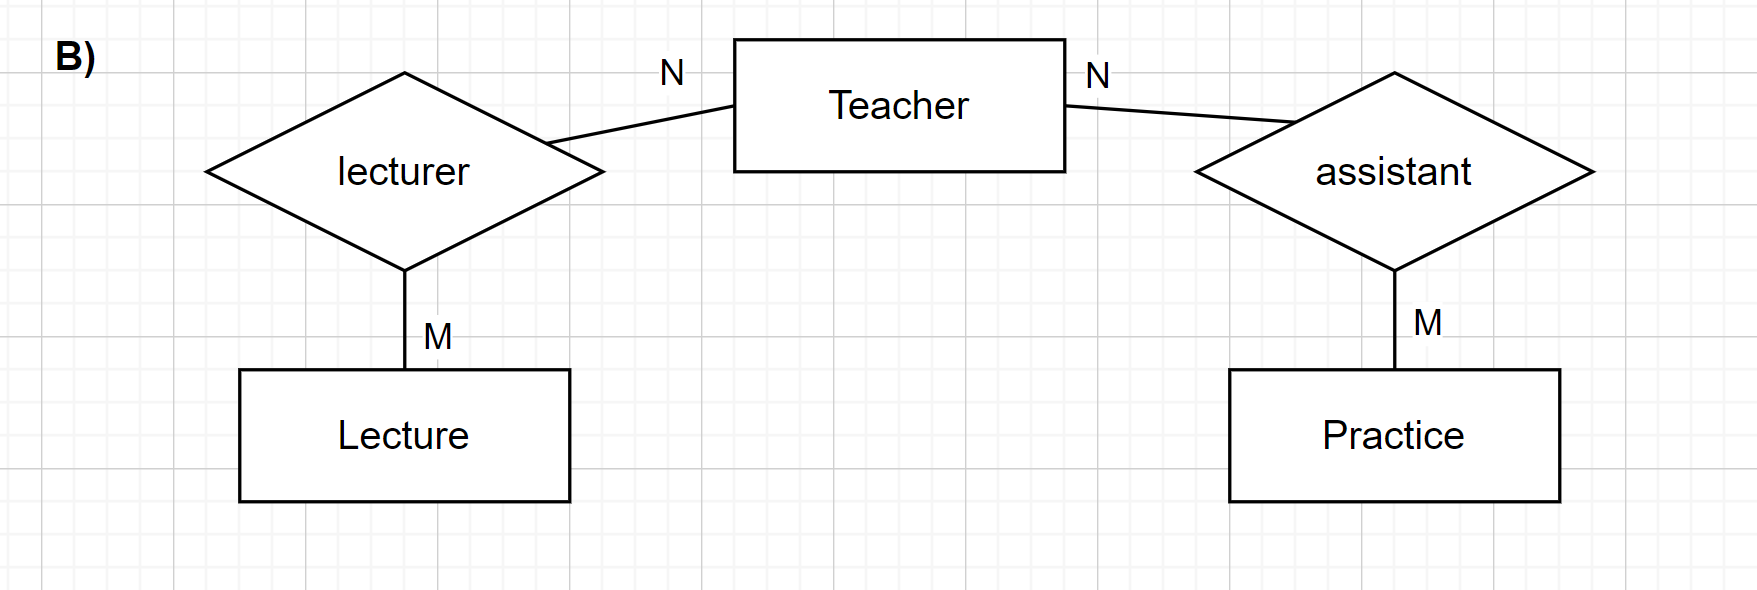 B)
N
Teacher
N
lecturer
assistant
M
M
Lecture
Practice